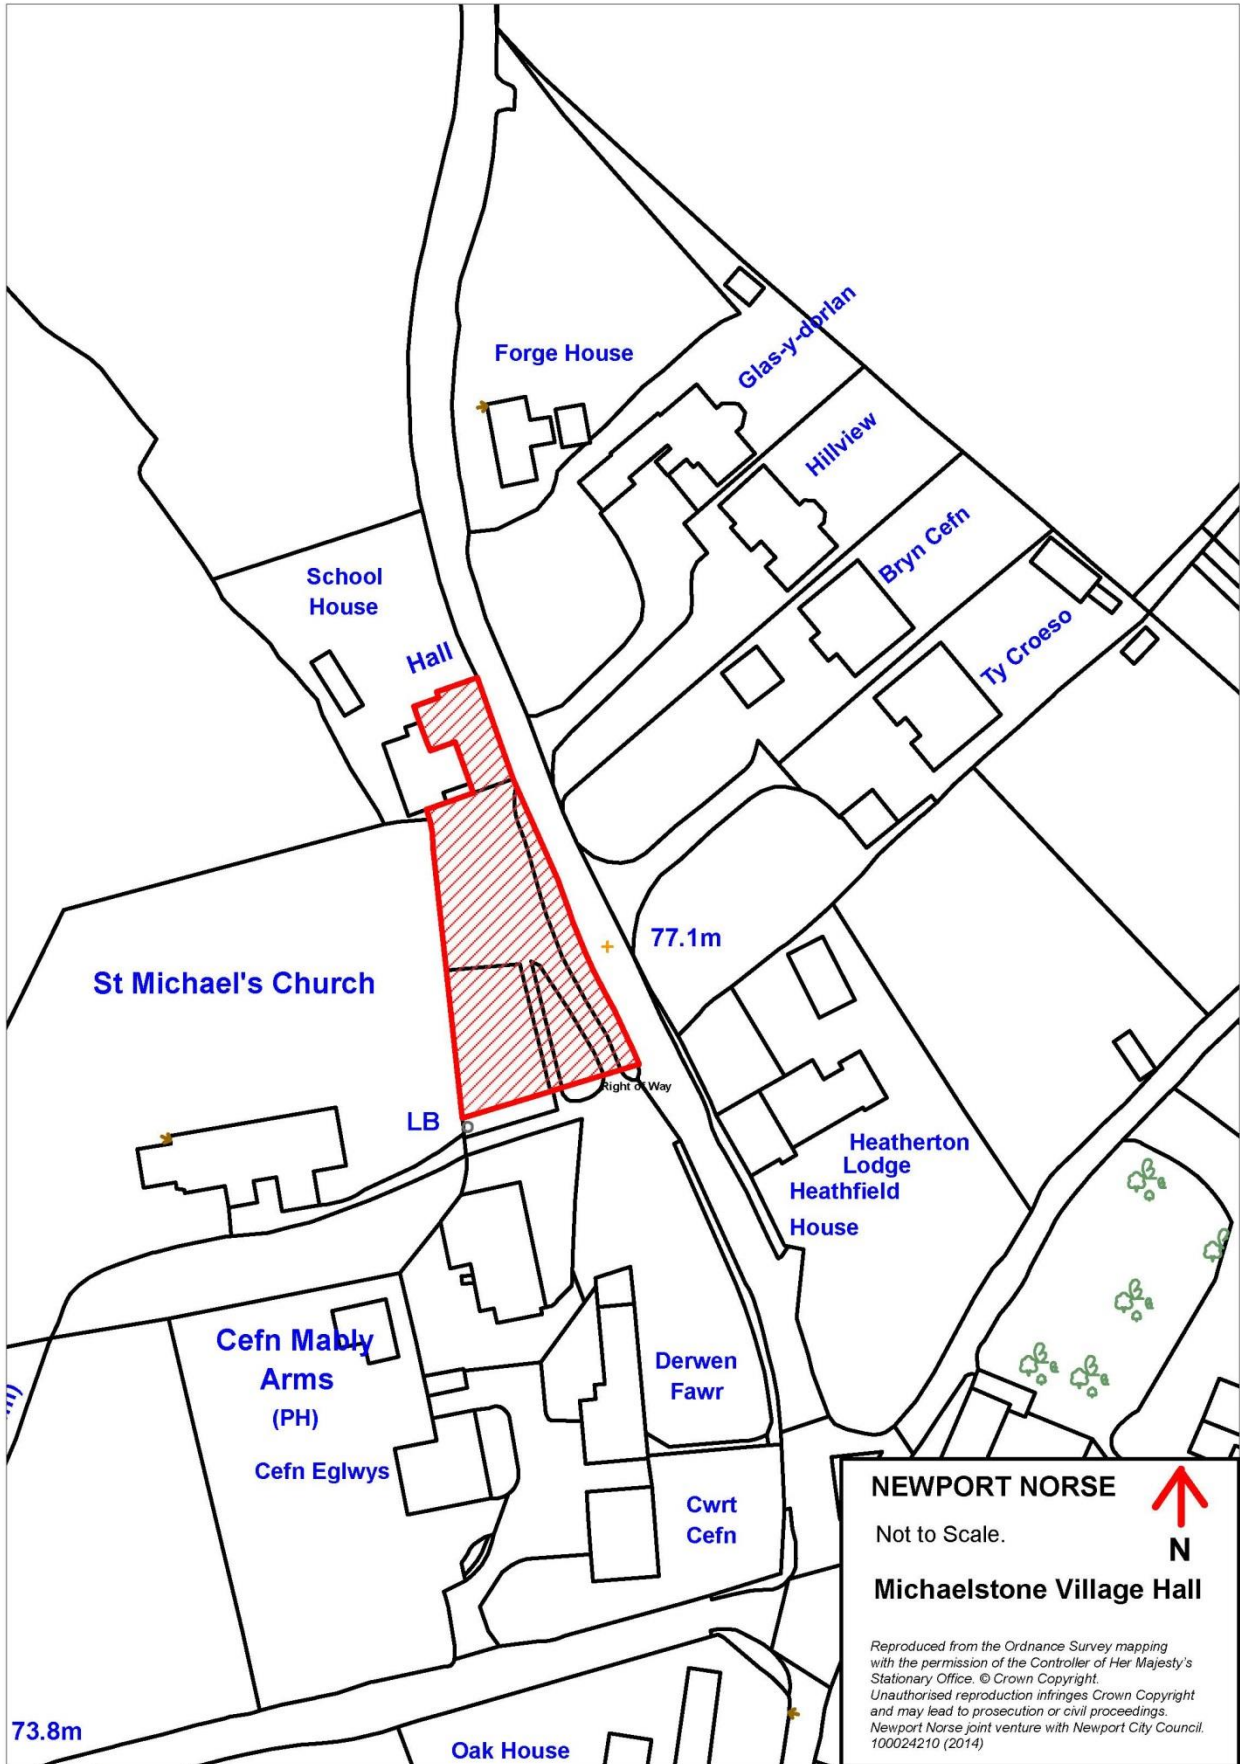 Glas-y-dorlan
Forge House
Hillview
Bryn Cefn
School
House
Ty Croeso
Hall
77.1m
St Michael's Church
Right of Way
LB
Heatherton
Lodge
Heathfield
House
Cefn Mably
Arms
(PH)
Derwen
Fawr
Cefn Eglwys
Cwrt
Cefn
73.8m
Oak House
NEWPORT NORSE
Not to Scale.
N
Michaelstone Village Hall
Reproduced from the Ordnance Survey mapping
with the permission of the Controller of Her Majesty's
Stationary Office. © Crown Copyright.
Unauthorised reproduction infringes Crown Copyright
and may lead to prosecution or civil proceedings.
Newport Norse joint venture with Newport City Council.
100024210 (2014)